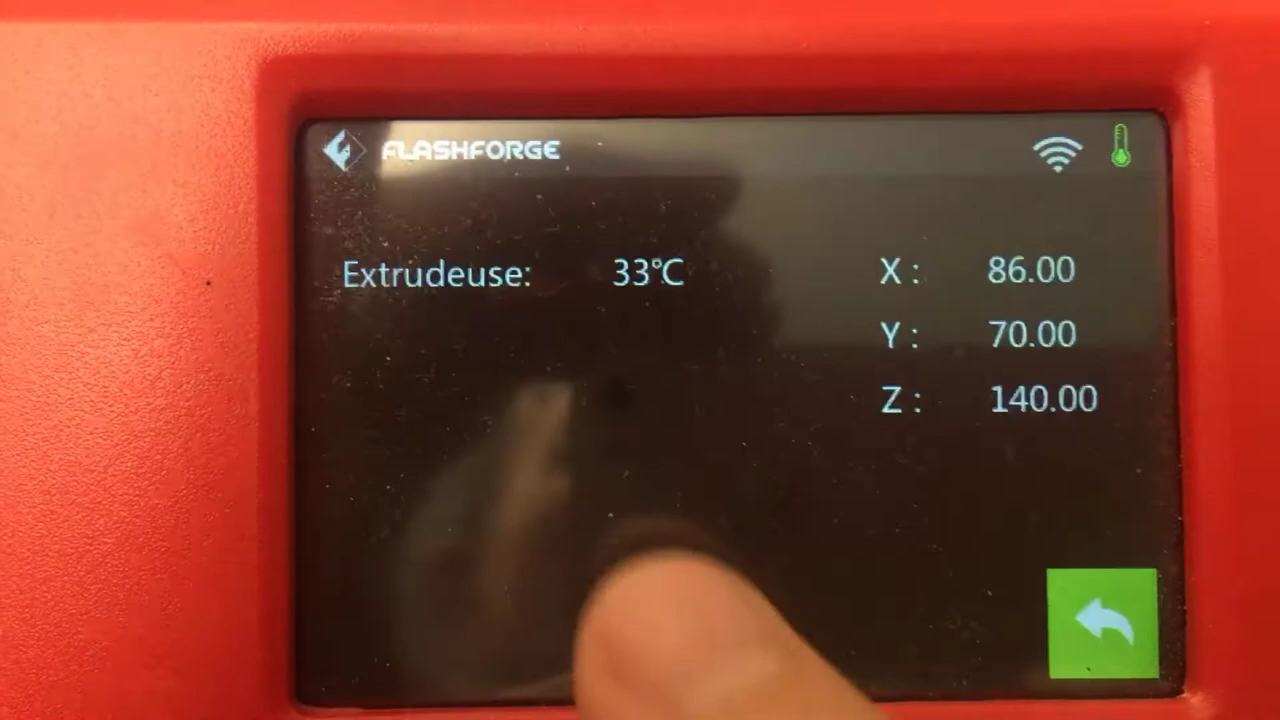 FLASHFORGE
Extrudeuse: 33℃
X : 86.00
Y : 70.00
Z : 140.00